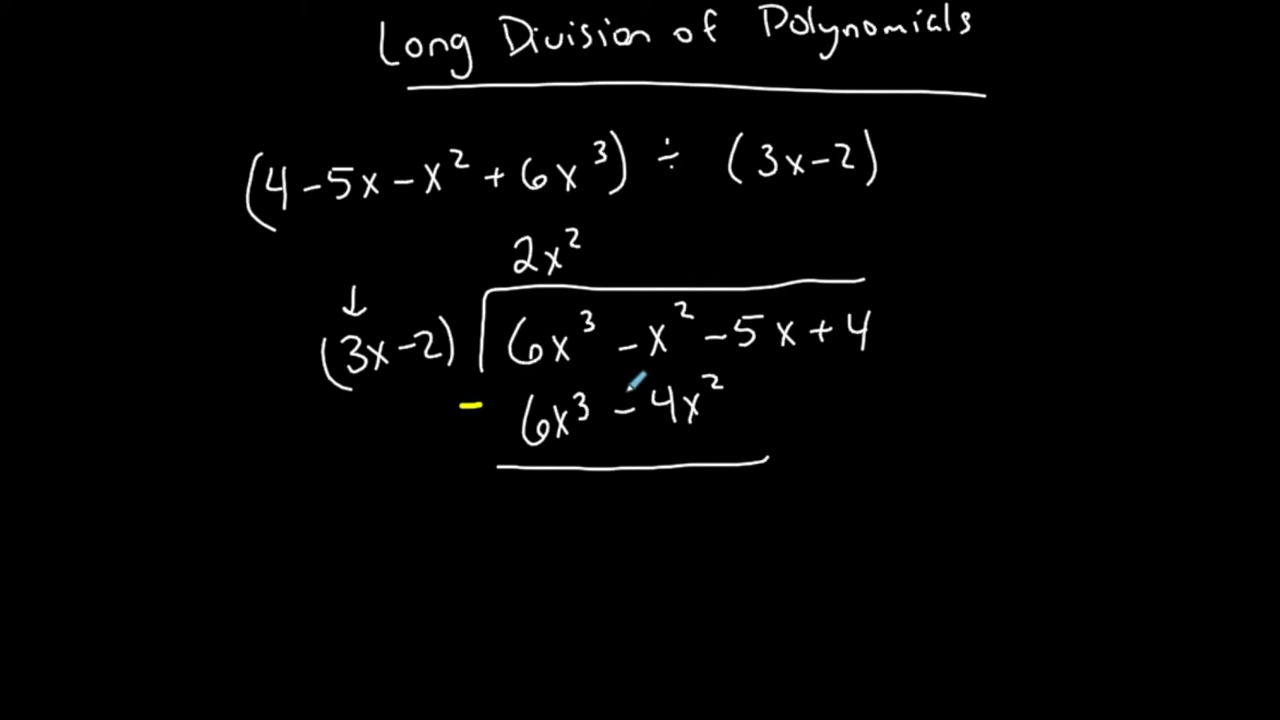 Long Division of Polynomials
(4 - 5x - x² + 6x³) ÷ (3x - 2)
2x²
↓
(3x - 2) 6x³ - x² - 5x + 4
- 6x³ - 4x²